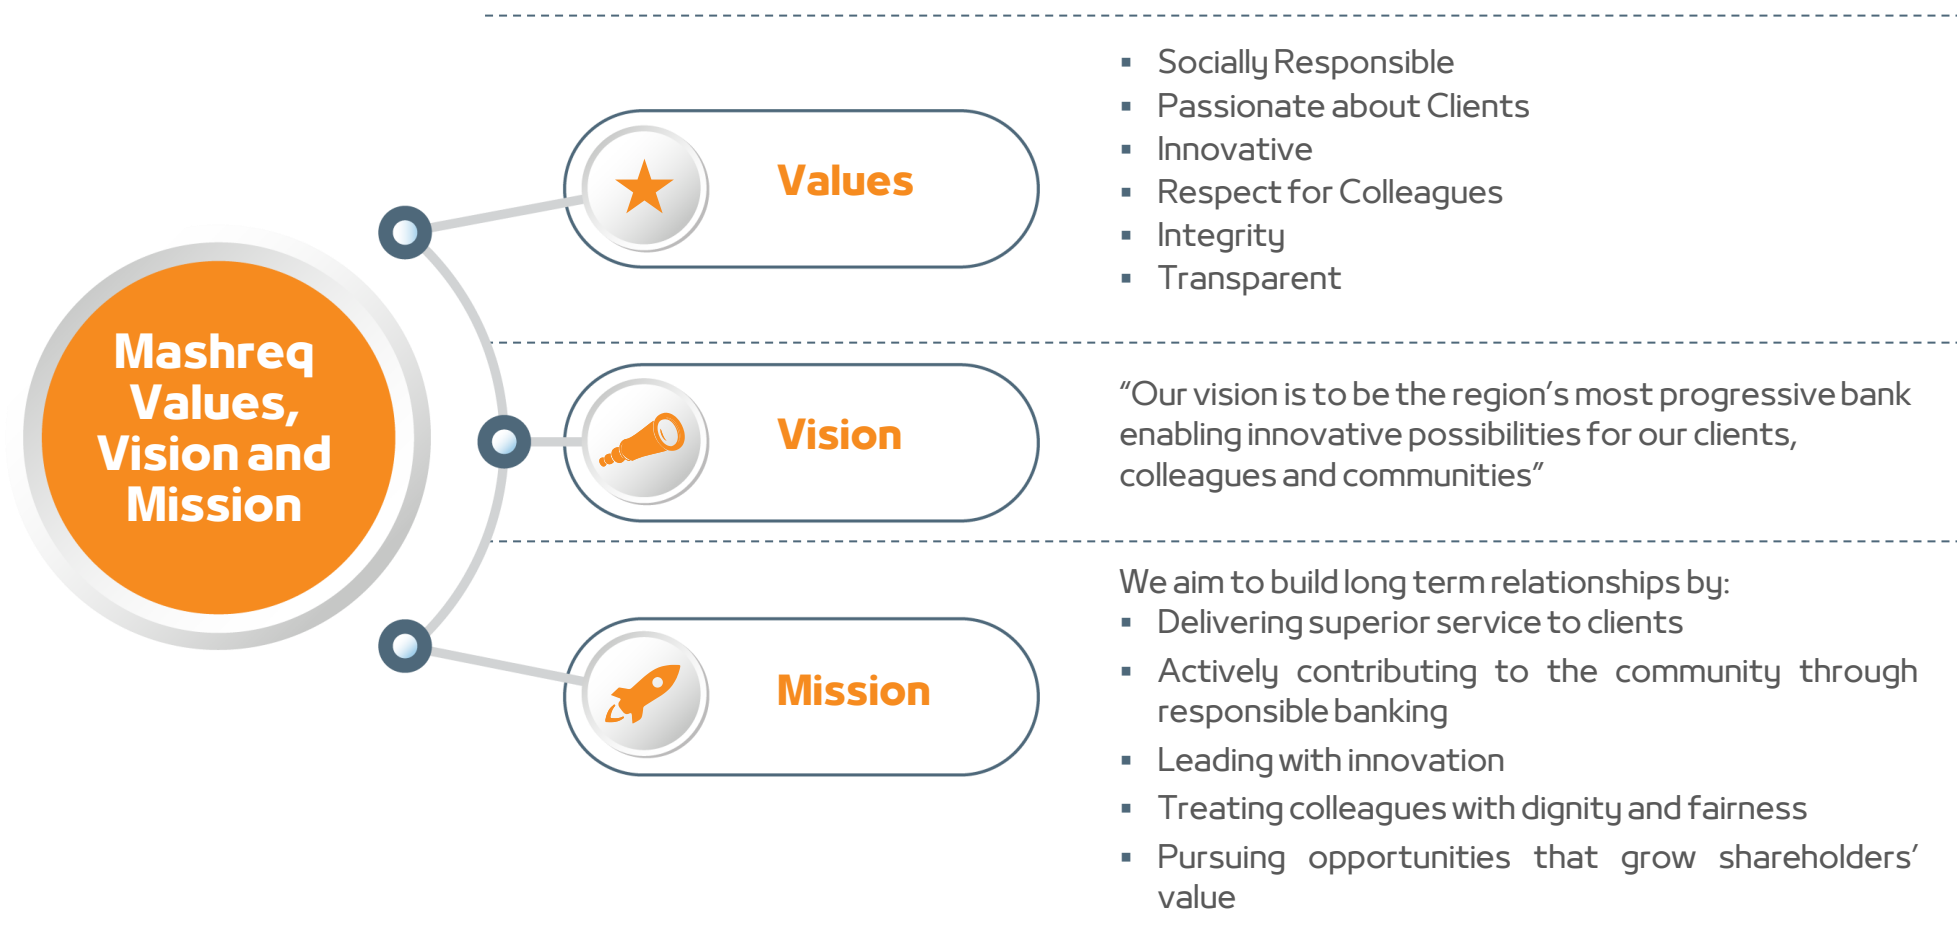 Mashreq
Values,
Vision and
Mission
Values
▪ Socially Responsible
▪ Passionate about Clients
▪ Innovative
▪ Respect for Colleagues
▪ Integrity
▪ Transparent
Vision
“Our vision is to be the region’s most progressive bank
enabling innovative possibilities for our clients,
colleagues and communities”
Mission
We aim to build long term relationships by:
▪ Delivering superior service to clients
▪ Actively contributing to the community through
responsible banking
▪ Leading with innovation
▪ Treating colleagues with dignity and fairness
▪ Pursuing opportunities that grow shareholders’
value